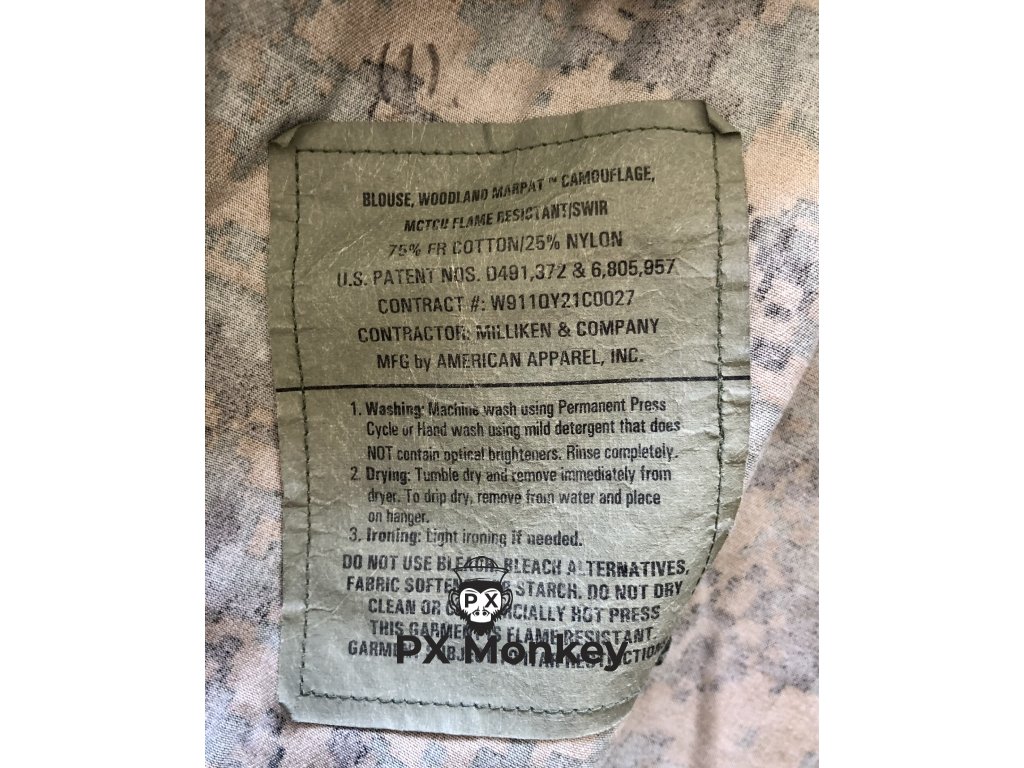 (1)
BLOUSE, WOODLAND MARPAT™ CAMOUFLAGE,
MCTCU FLAME RESISTANT/SWIR
75% FR COTTON/25% NYLON
U.S. PATENT NOS. D491,372 & 6,805,957
CONTRACT #: W911QY21C0027
CONTRACTOR: MILLIKEN & COMPANY
MFG by AMERICAN APPAREL, INC.
1. Washing: Machine wash using Permanent Press
Cycle or Hand wash using mild detergent that does
NOT contain optical brighteners. Rinse completely.
2. Drying: Tumble dry and remove immediately from
dryer. To drip dry, remove from water and place
on hanger.
3. Ironing: Light ironing if needed.
DO NOT USE BLEACH, BLEACH ALTERNATIVES,
FABRIC STARCH. DO NOT DRY
CLEAN OR HOT PRESS
PX
THIS FLAME RESISTANT
PX Monkey